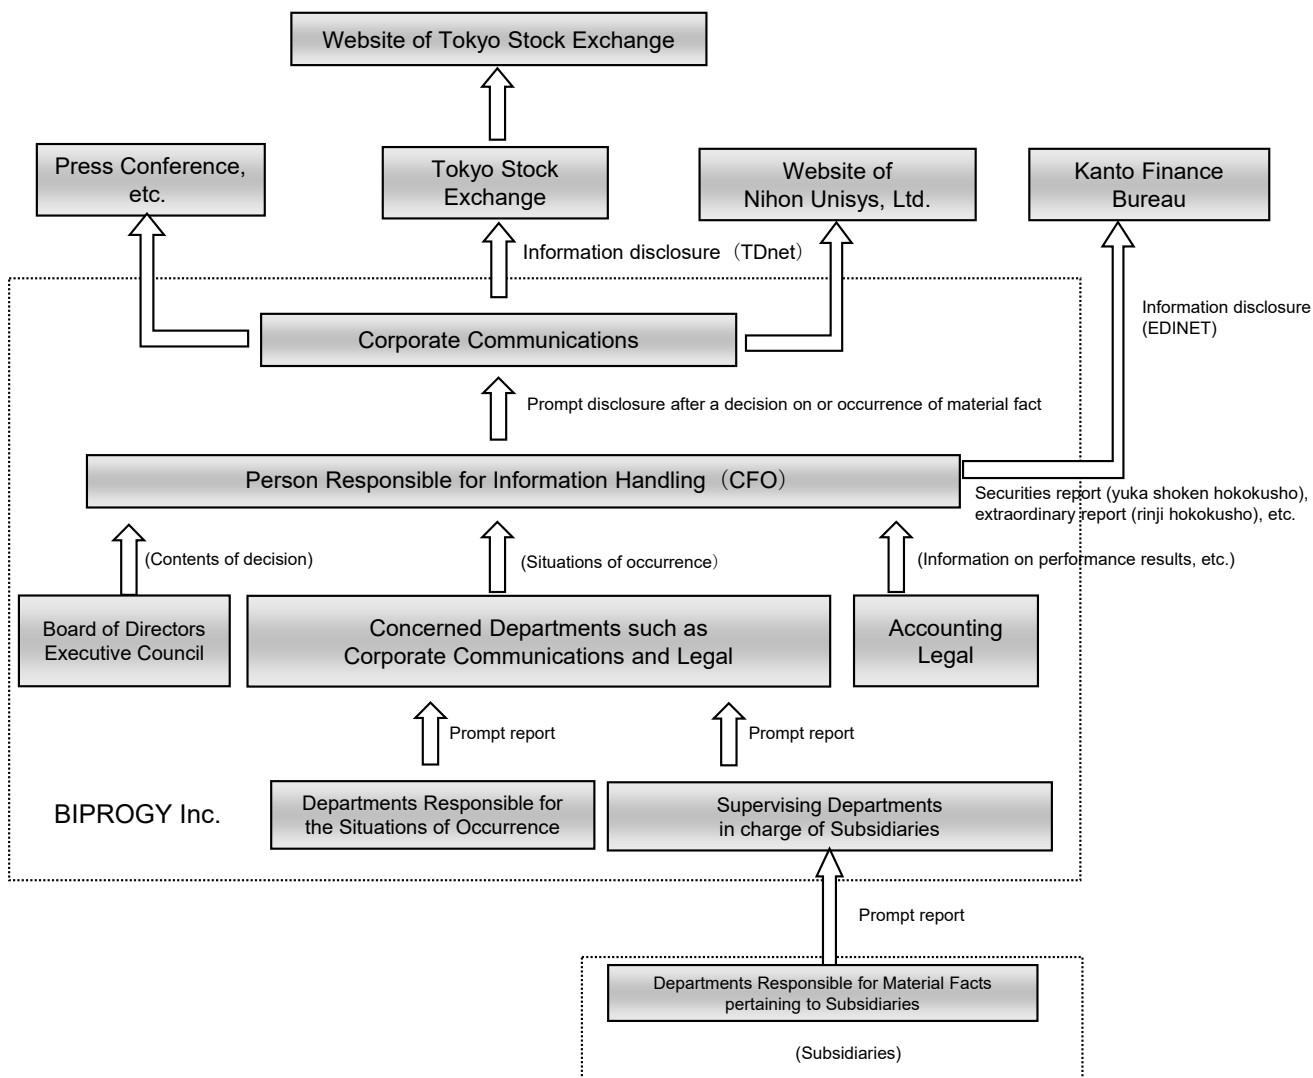 Website of Tokyo Stock Exchange
Press Conference,
etc.
Tokyo Stock
Exchange
Website of
Nihon Unisys, Ltd.
Kanto Finance
Bureau
Information disclosure（TDnet）
Information disclosure
(EDINET)
Corporate Communications
Prompt disclosure after a decision on or occurrence of material fact
Person Responsible for Information Handling（CFO）
Securities report (yuka shoken hokokusho),
extraordinary report (rinji hokokusho), etc.
(Contents of decision)
(Situations of occurrence）
(Information on performance results, etc.)
Board of Directors
Executive Council
Concerned Departments such as
Corporate Communications and Legal
Accounting
Legal
Prompt report
Prompt report
BIPROGY Inc.
Departments Responsible for
the Situations of Occurrence
Supervising Departments
in charge of Subsidiaries
Prompt report
Departments Responsible for Material Facts
pertaining to Subsidiaries
(Subsidiaries)